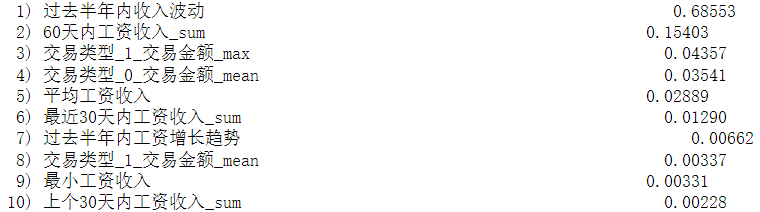 1) 过去半年内收入波动 0.68553
2) 60天内工资收入_sum 0.15403
3) 交易类型_1_交易金额_max 0.04357
4) 交易类型_0_交易金额_mean 0.03541
5) 平均工资收入 0.02889
6) 最近30天内工资收入_sum 0.01290
7) 过去半年内工资增长趋势 0.00662
8) 交易类型_1_交易金额_mean 0.00337
9) 最小工资收入 0.00331
10) 上个30天内工资收入_sum 0.00228